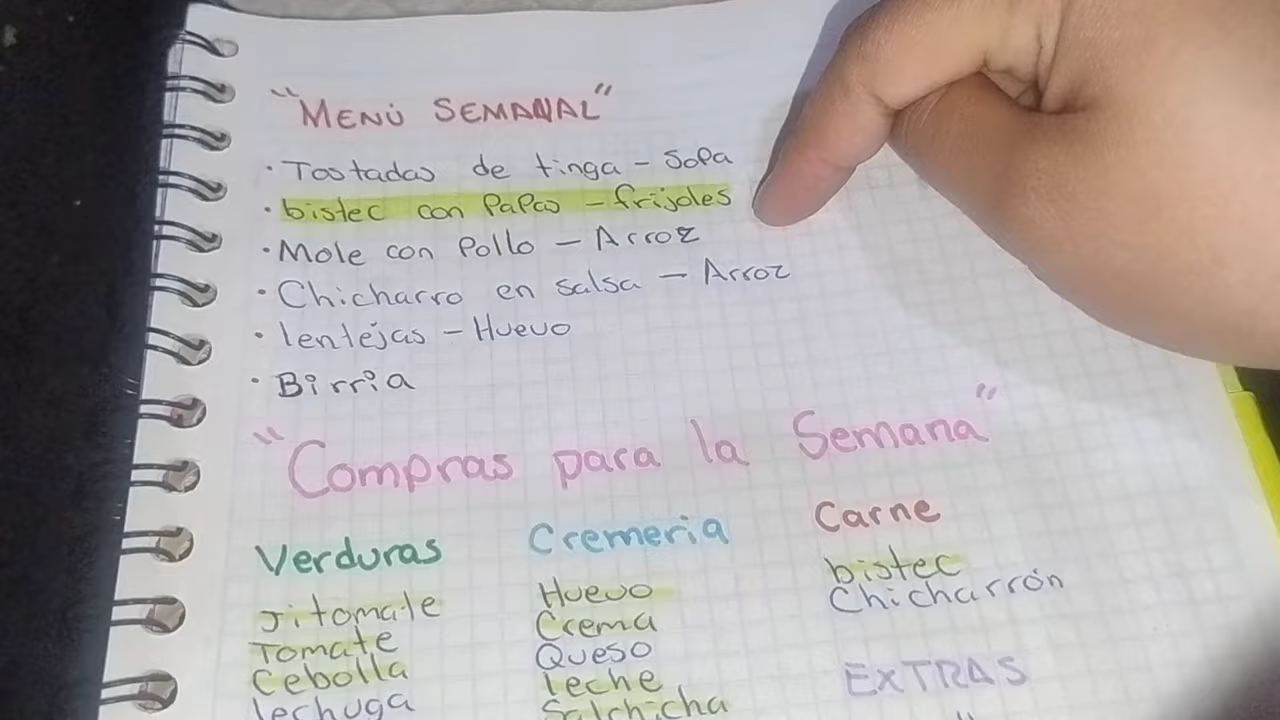 "MENÚ SEMANAL"
· Tostadas de tinga - Sopa
· bistec con Papas - frijoles
· Mole con Pollo - Arroz
· Chicharro en salsa - Arroz
· lentejas - Huevo
· Birria
"Compras para la Semana"
Verduras
Jitomate
Tomate
Cebolla
lechuga
Cremeria
Huevo
Crema
Queso
leche
Salchicha
Carne
bistec
Chicharrón
EXTRAS